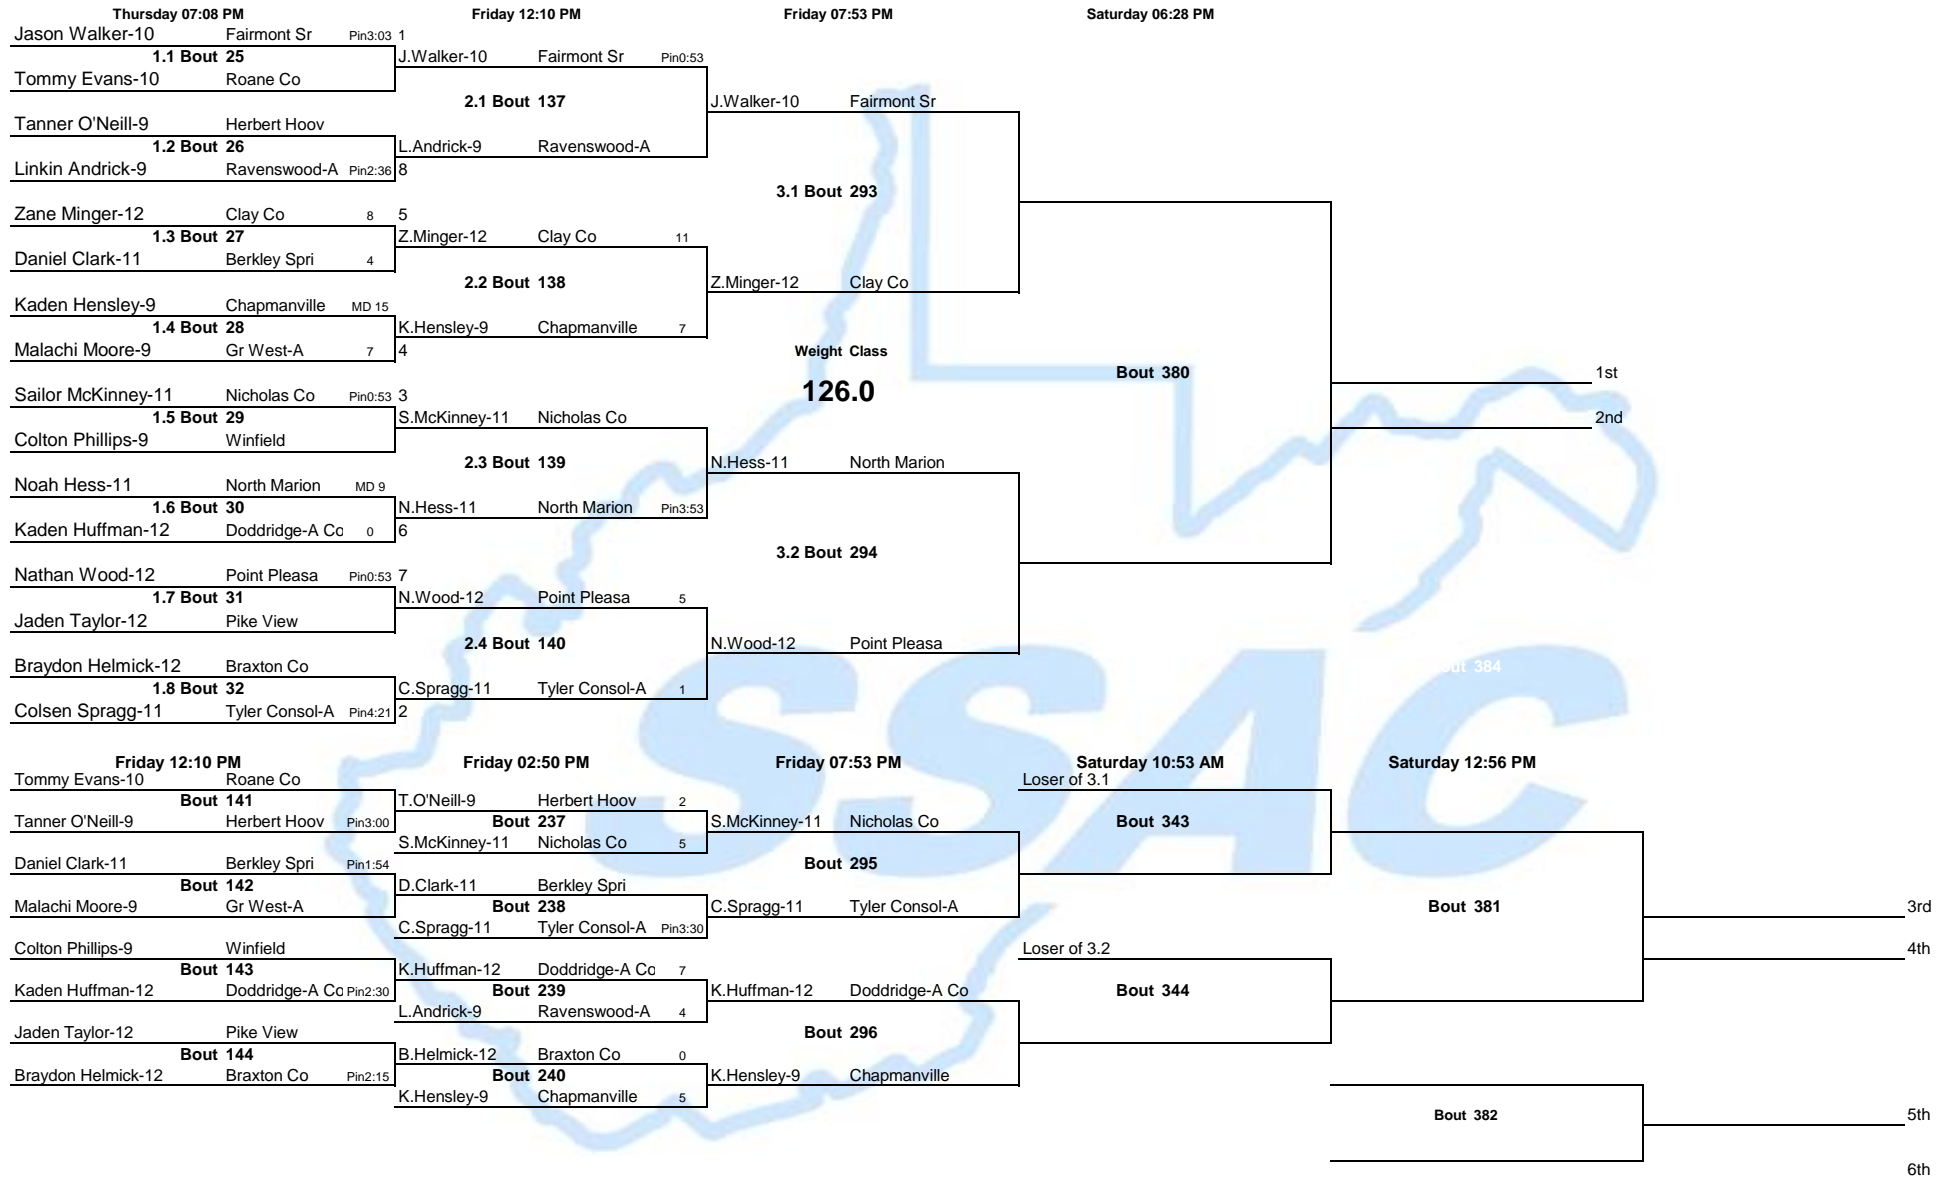 Thursday 07:08 PM Friday 12:10 PM Friday 07:53 PM Saturday 06:28 PM
Jason Walker-10 Fairmont Sr Pin3:03 1
1.1 Bout 25 J.Walker-10 Fairmont Sr Pin0:53
Tommy Evans-10 Roane Co
2.1 Bout 137 J.Walker-10 Fairmont Sr
Tanner O'Neill-9 Herbert Hoov
1.2 Bout 26 L.Andrick-9 Ravenswood-A
Linkin Andrick-9 Ravenswood-A Pin2:36 8
3.1 Bout 293
Zane Minger-12 Clay Co 8 5
1.3 Bout 27 Z.Minger-12 Clay Co 11
Daniel Clark-11 Berkley Spri 4
2.2 Bout 138 Z.Minger-12 Clay Co
Kaden Hensley-9 Chapmanville MD 15
1.4 Bout 28 K.Hensley-9 Chapmanville 7
Malachi Moore-9 Gr West-A 7 4 Weight Class
Bout 380 1st
Sailor McKinney-11 Nicholas Co Pin0:53 3 126.0
1.5 Bout 29 S.McKinney-11 Nicholas Co 2nd
Colton Phillips-9 Winfield
2.3 Bout 139 N.Hess-11 North Marion
Noah Hess-11 North Marion MD 9
1.6 Bout 30 N.Hess-11 North Marion Pin3:53
Kaden Huffman-12 Doddridge-A Co 0 6
3.2 Bout 294
Nathan Wood-12 Point Pleasa Pin0:53 7
1.7 Bout 31 N.Wood-12 Point Pleasa 5
Jaden Taylor-12 Pike View
2.4 Bout 140 N.Wood-12 Point Pleasa
Braydon Helmick-12 Braxton Co 384
1.8 Bout 32 C.Spragg-11 Tyler Consol-A 1
Colsen Spragg-11 Tyler Consol-A Pin4:21 2
SSAC
Friday 12:10 PM Friday 02:50 PM Friday 07:53 PM Saturday 10:53 AM Saturday 12:56 PM
Tommy Evans-10 Roane Co Loser of 3.1
Bout 141 T.O'Neill-9 Herbert Hoov 2
Tanner O'Neill-9 Herbert Hoov Pin3:00 Bout 237 S.McKinney-11 Nicholas Co Bout 343
S.McKinney-11 Nicholas Co 5
Daniel Clark-11 Berkley Spri Pin1:54 Bout 295
Bout 142 D.Clark-11 Berkley Spri
Malachi Moore-9 Gr West-A Bout 238 C.Spragg-11 Tyler Consol-A Bout 381 3rd
C.Spragg-11 Tyler Consol-A Pin3:30
Colton Phillips-9 Winfield Loser of 3.2 4th
Bout 143 K.Huffman-12 Doddridge-A Co 7
Kaden Huffman-12 Doddridge-A Co Pin2:30 Bout 239 K.Huffman-12 Doddridge-A Co Bout 344
L.Andrick-9 Ravenswood-A 4
Jaden Taylor-12 Pike View Bout 296
Bout 144 B.Helmick-12 Braxton Co 0
Braydon Helmick-12 Braxton Co Pin2:15 Bout 240 K.Hensley-9 Chapmanville
K.Hensley-9 Chapmanville 5
Bout 382 5th
6th